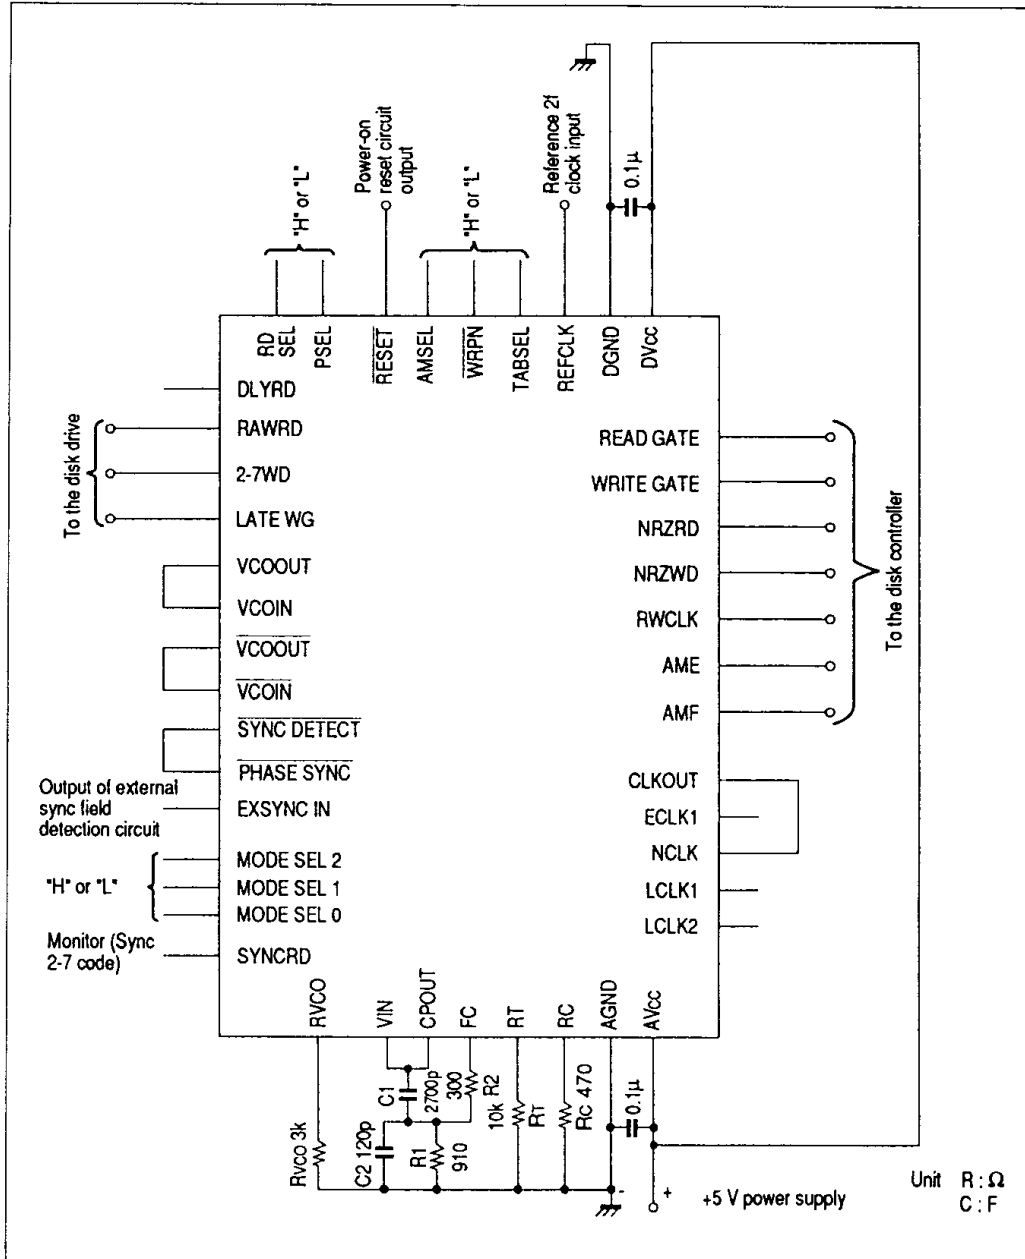 Power-on
reset circuit
output
Reference 2f
clock input
0.1μ
"H" or "L"
"H" or "L"
RD
SEL
PSEL
RESET
AMSEL
WRPN
TABSEL
REFCLK
DGND
DVcc
To the disk drive
DLYRD
RAWRD
2-7WD
LATE WG
VCOOUT
VCOIN
VCOOUT
VCOIN
SYNC DETECT
PHASE SYNC
Output of external
sync field
detection circuit
EXSYNC IN
"H" or "L"
MODE SEL 2
MODE SEL 1
MODE SEL 0
Monitor (Sync
2-7 code)
SYNCRD
READ GATE
WRITE GATE
NRZRD
NRZWD
RWCLK
AME
AMF
To the disk controller
CLKOUT
ECLK1
NCLK
LCLK1
LCLK2
RVCO
VIN
CPOUT
FC
RT
RC
AGND
AVcc
RVCO 3k
C2 120p
C1
2700p
R1
910
300
R2
10k
RT
RC 470
0.1μ
-
+
+5 V power supply
Unit R : Ω
C : F